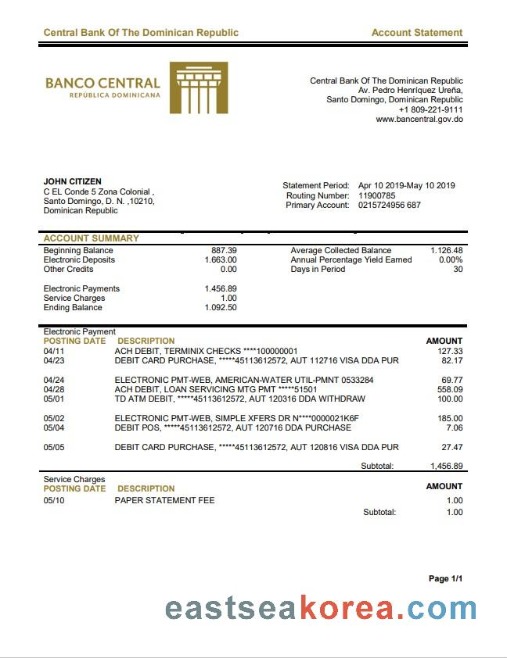 Central Bank Of The Dominican Republic Account Statement
BANCO CENTRAL
REPÚBLICA DOMINICANA
Central Bank Of The Dominican Republic
Av. Pedro Henríquez Ureña,
Santo Domingo, Dominican Republic
+1 809-221-9111
www.bancentral.gov.do
JOHN CITIZEN
C EL Conde 5 Zona Colonial ,
Santo Domingo, D. N. ,10210,
Dominican Republic
Statement Period: Apr 10 2019-May 10 2019
Routing Number: 11900785
Primary Account: 0215724956 687
ACCOUNT SUMMARY
Beginning Balance 887.39 Average Collected Balance 1.126.48
Electronic Deposits 1.663.00 Annual Percentage Yield Earned 0.00%
Other Credits 0.00 Days in Period 30
Electronic Payments 1.456.89
Service Charges 1.00
Ending Balance 1.092.50
Electronic Payment
POSTING DATE DESCRIPTION AMOUNT
04/11 ACH DEBIT, TERMINIX CHECKS ****100000001 127.33
04/23 DEBIT CARD PURCHASE, *****45113612572, AUT 112716 VISA DDA PUR 82.17
04/24 ELECTRONIC PMT-WEB, AMERICAN-WATER UTIL-PMNT 0533284 69.77
04/28 ACH DEBIT, LOAN SERVICING MTG PMT ****51501 558.09
05/01 TD ATM DEBIT, *****45113612572, AUT 120316 DDA WITHDRAW 100.00
05/02 ELECTRONIC PMT-WEB, SIMPLE XFERS DR N****0000021K6F 185.00
05/04 DEBIT POS, *****45113612572, AUT 120716 DDA PURCHASE 7.06
05/05 DEBIT CARD PURCHASE, *****45113612572, AUT 120816 VISA DDA PUR 27.47
Subtotal: 1,456.89
Service Charges
POSTING DATE DESCRIPTION AMOUNT
05/10 PAPER STATEMENT FEE 1.00
Subtotal: 1.00
Page 1/1
eastseakorea.com